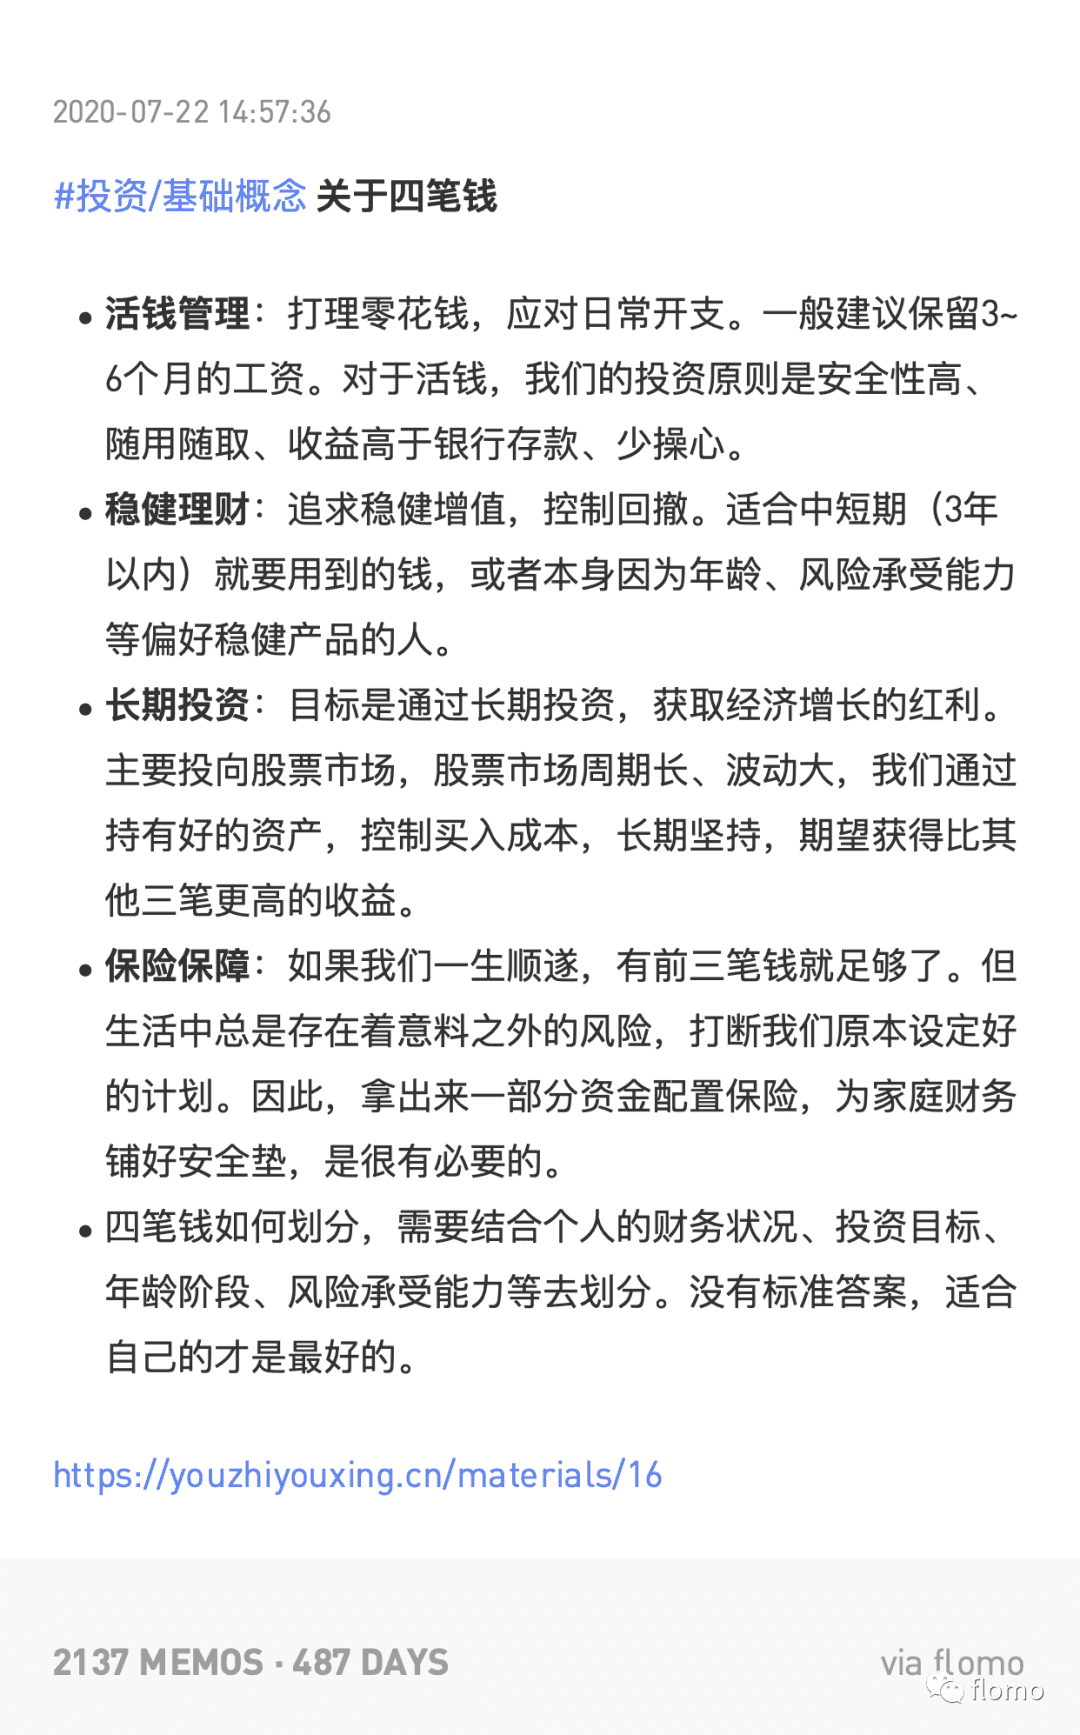 2020-07-22 14:57:36
#投资/基础概念 关于四笔钱
• 活钱管理：打理零花钱，应对日常开支。一般建议保留3~
6个月的工资。对于活钱，我们的投资原则是安全性高、
随用随取、收益高于银行存款、少操心。
• 稳健理财：追求稳健增值，控制回撤。适合中短期（3年
以内）就要用到的钱，或者本身因为年龄、风险承受能力
等偏好稳健产品的人。
• 长期投资：目标是通过长期投资，获取经济增长的红利。
主要投向股票市场，股票市场周期长、波动大，我们通过
持有好的资产，控制买入成本，长期坚持，期望获得比其
他三笔更高的收益。
• 保险保障：如果我们一生顺遂，有前三笔钱就足够了。但
生活中总是存在着意料之外的风险，打断我们原本设定好
的计划。因此，拿出来一部分资金配置保险，为家庭财务
铺好安全垫，是很有必要的。
• 四笔钱如何划分，需要结合个人的财务状况、投资目标、
年龄阶段、风险承受能力等去划分。没有标准答案，适合
自己的才是最好的。
https://youzhiyouxing.cn/materials/16
2137 MEMOS · 487 DAYS
via flomo
flomo